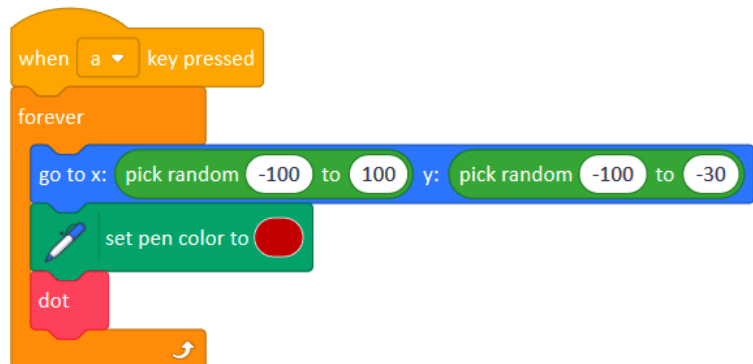 when a key pressed
forever
go to x: pick random -100 to 100 y: pick random -100 to -30
set pen color to
dot